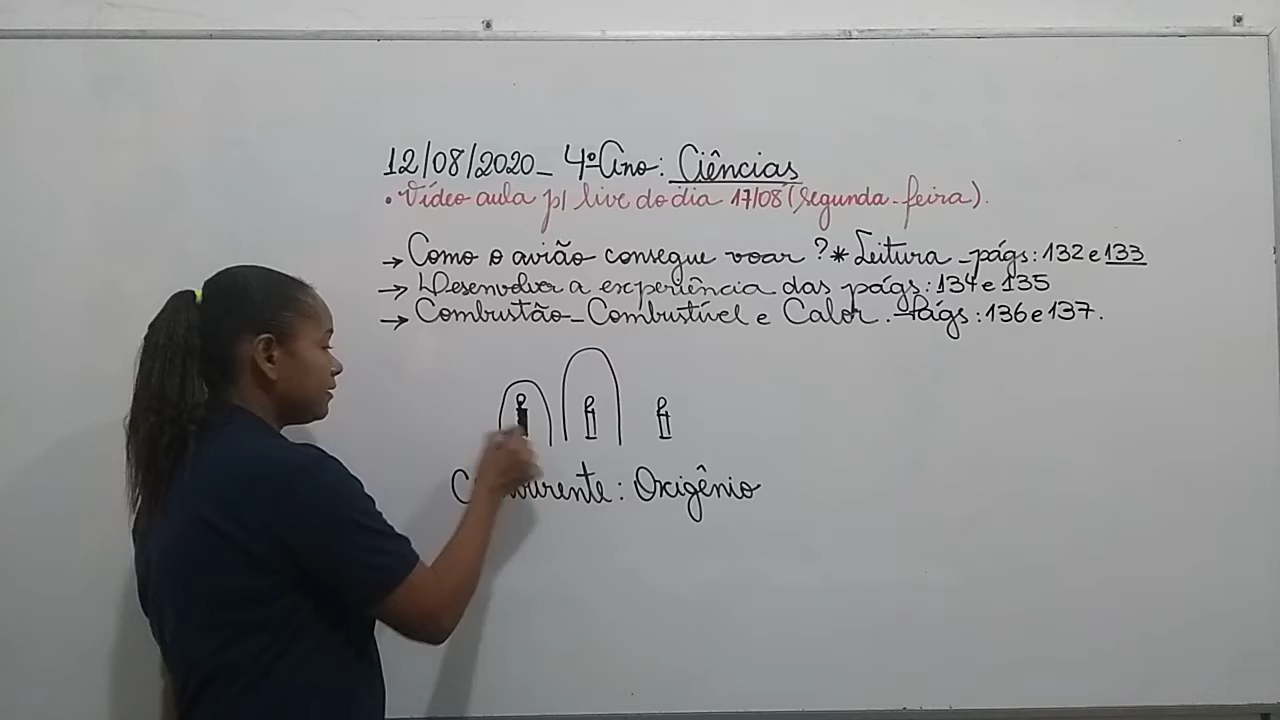 12/08/2020_ 4º Ano: Ciências
• Vídeo aula p/ live do dia 17/08 (segunda-feira).
→ Como o avião consegue voar? * Leitura - págs: 132 e 133
→ Desenvolver a experiência das págs: 134 e 135
→ Combustão - Combustível e Calor. Págs: 136 e 137.
: Oxigênio